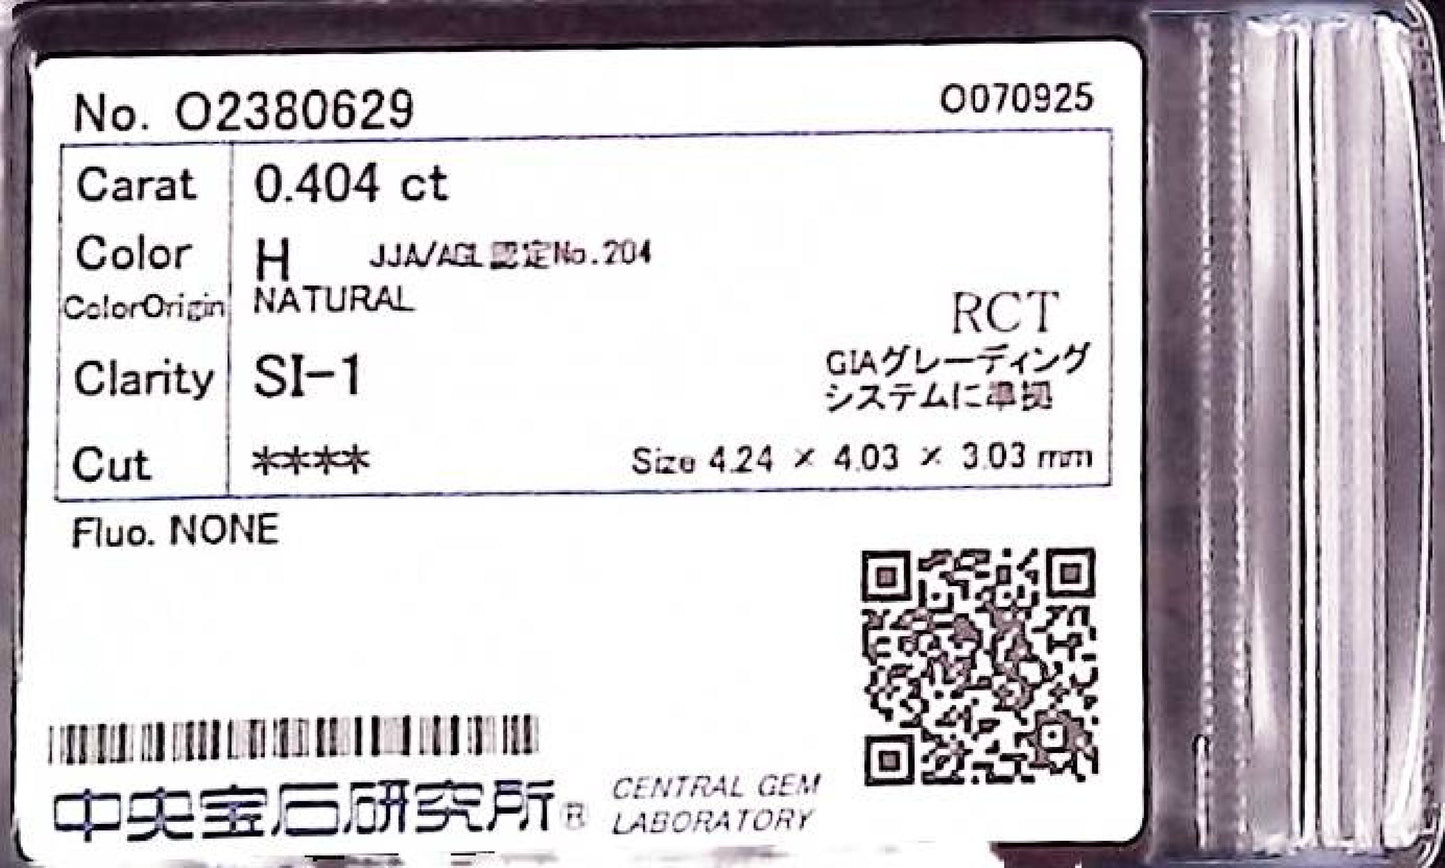 No. O2380629 O070925
Carat 0.404 ct
Color H JJA/AGL 認定No.204
ColorOrigin NATURAL
RCT
Clarity SI-1 GIAグレーディング
システムに準拠
Cut **** Size 4.24 × 4.03 × 3.03 mm
Fluo. NONE
中央宝石研究所® CENTRAL GEM
LABORATORY